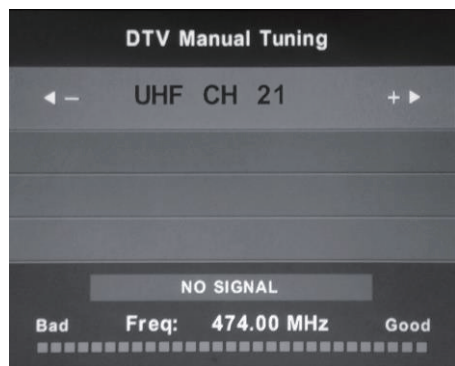 DTV Manual Tuning
◄ – UHF CH 21 + ►
NO SIGNAL
Bad Freq: 474.00 MHz Good